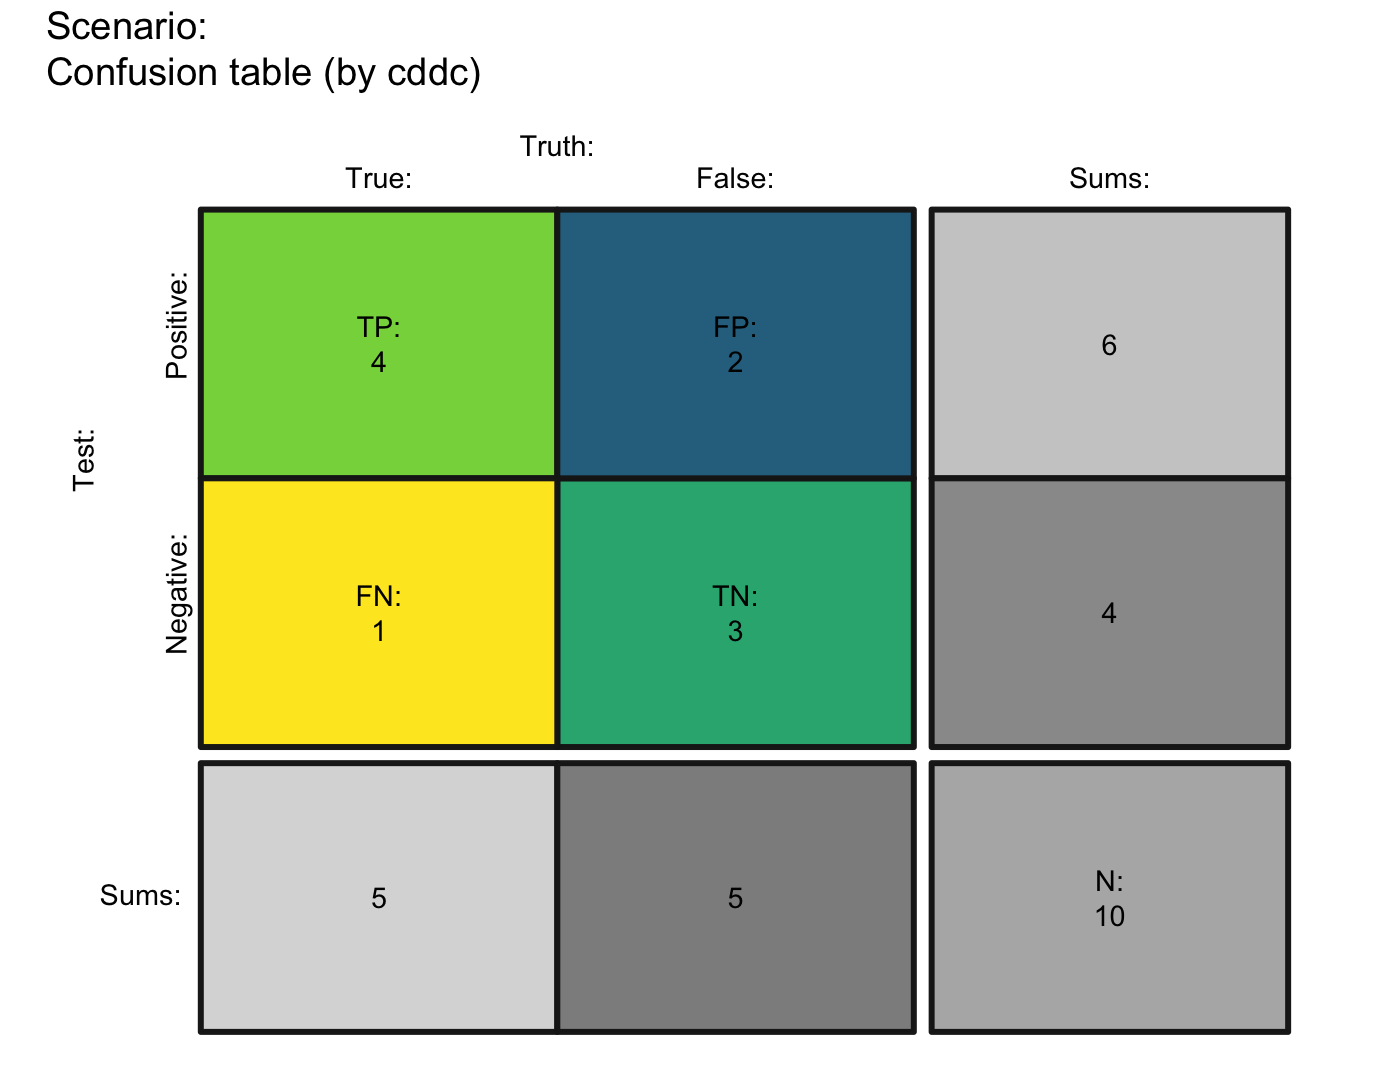 Scenario:
Confusion table (by cddc)
Truth:
True:
False:
Sums:
Test:
Positive:
TP:
4
FP:
2
6
Negative:
FN:
1
TN:
3
4
Sums:
5
5
N:
10